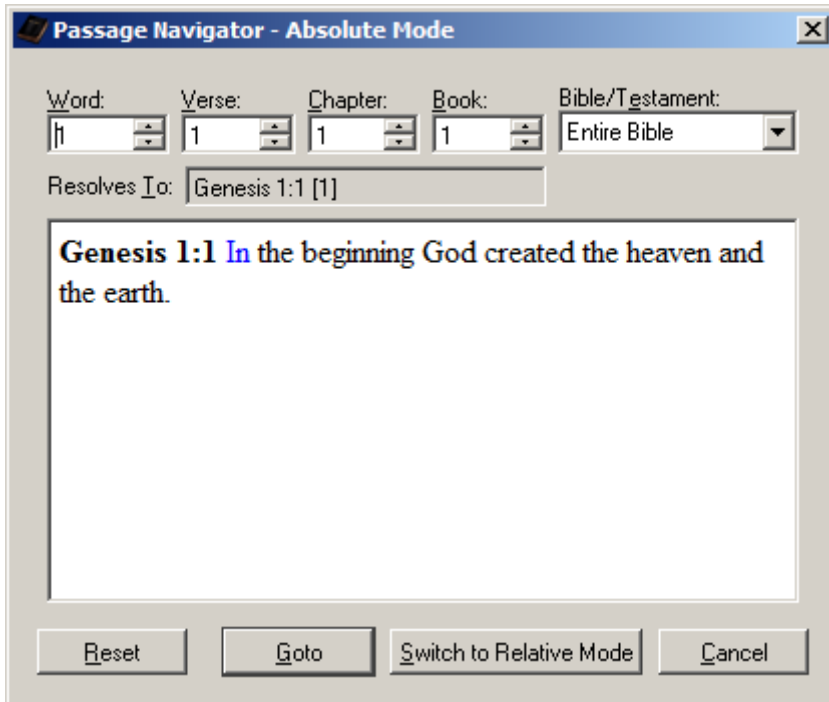 Passage Navigator - Absolute Mode
Word: Verse: Chapter: Book: Bible/Testament:
1 1 1 1 Entire Bible
Resolves To: Genesis 1:1 [1]
Genesis 1:1 In the beginning God created the heaven and
the earth.
Reset Goto Switch to Relative Mode Cancel